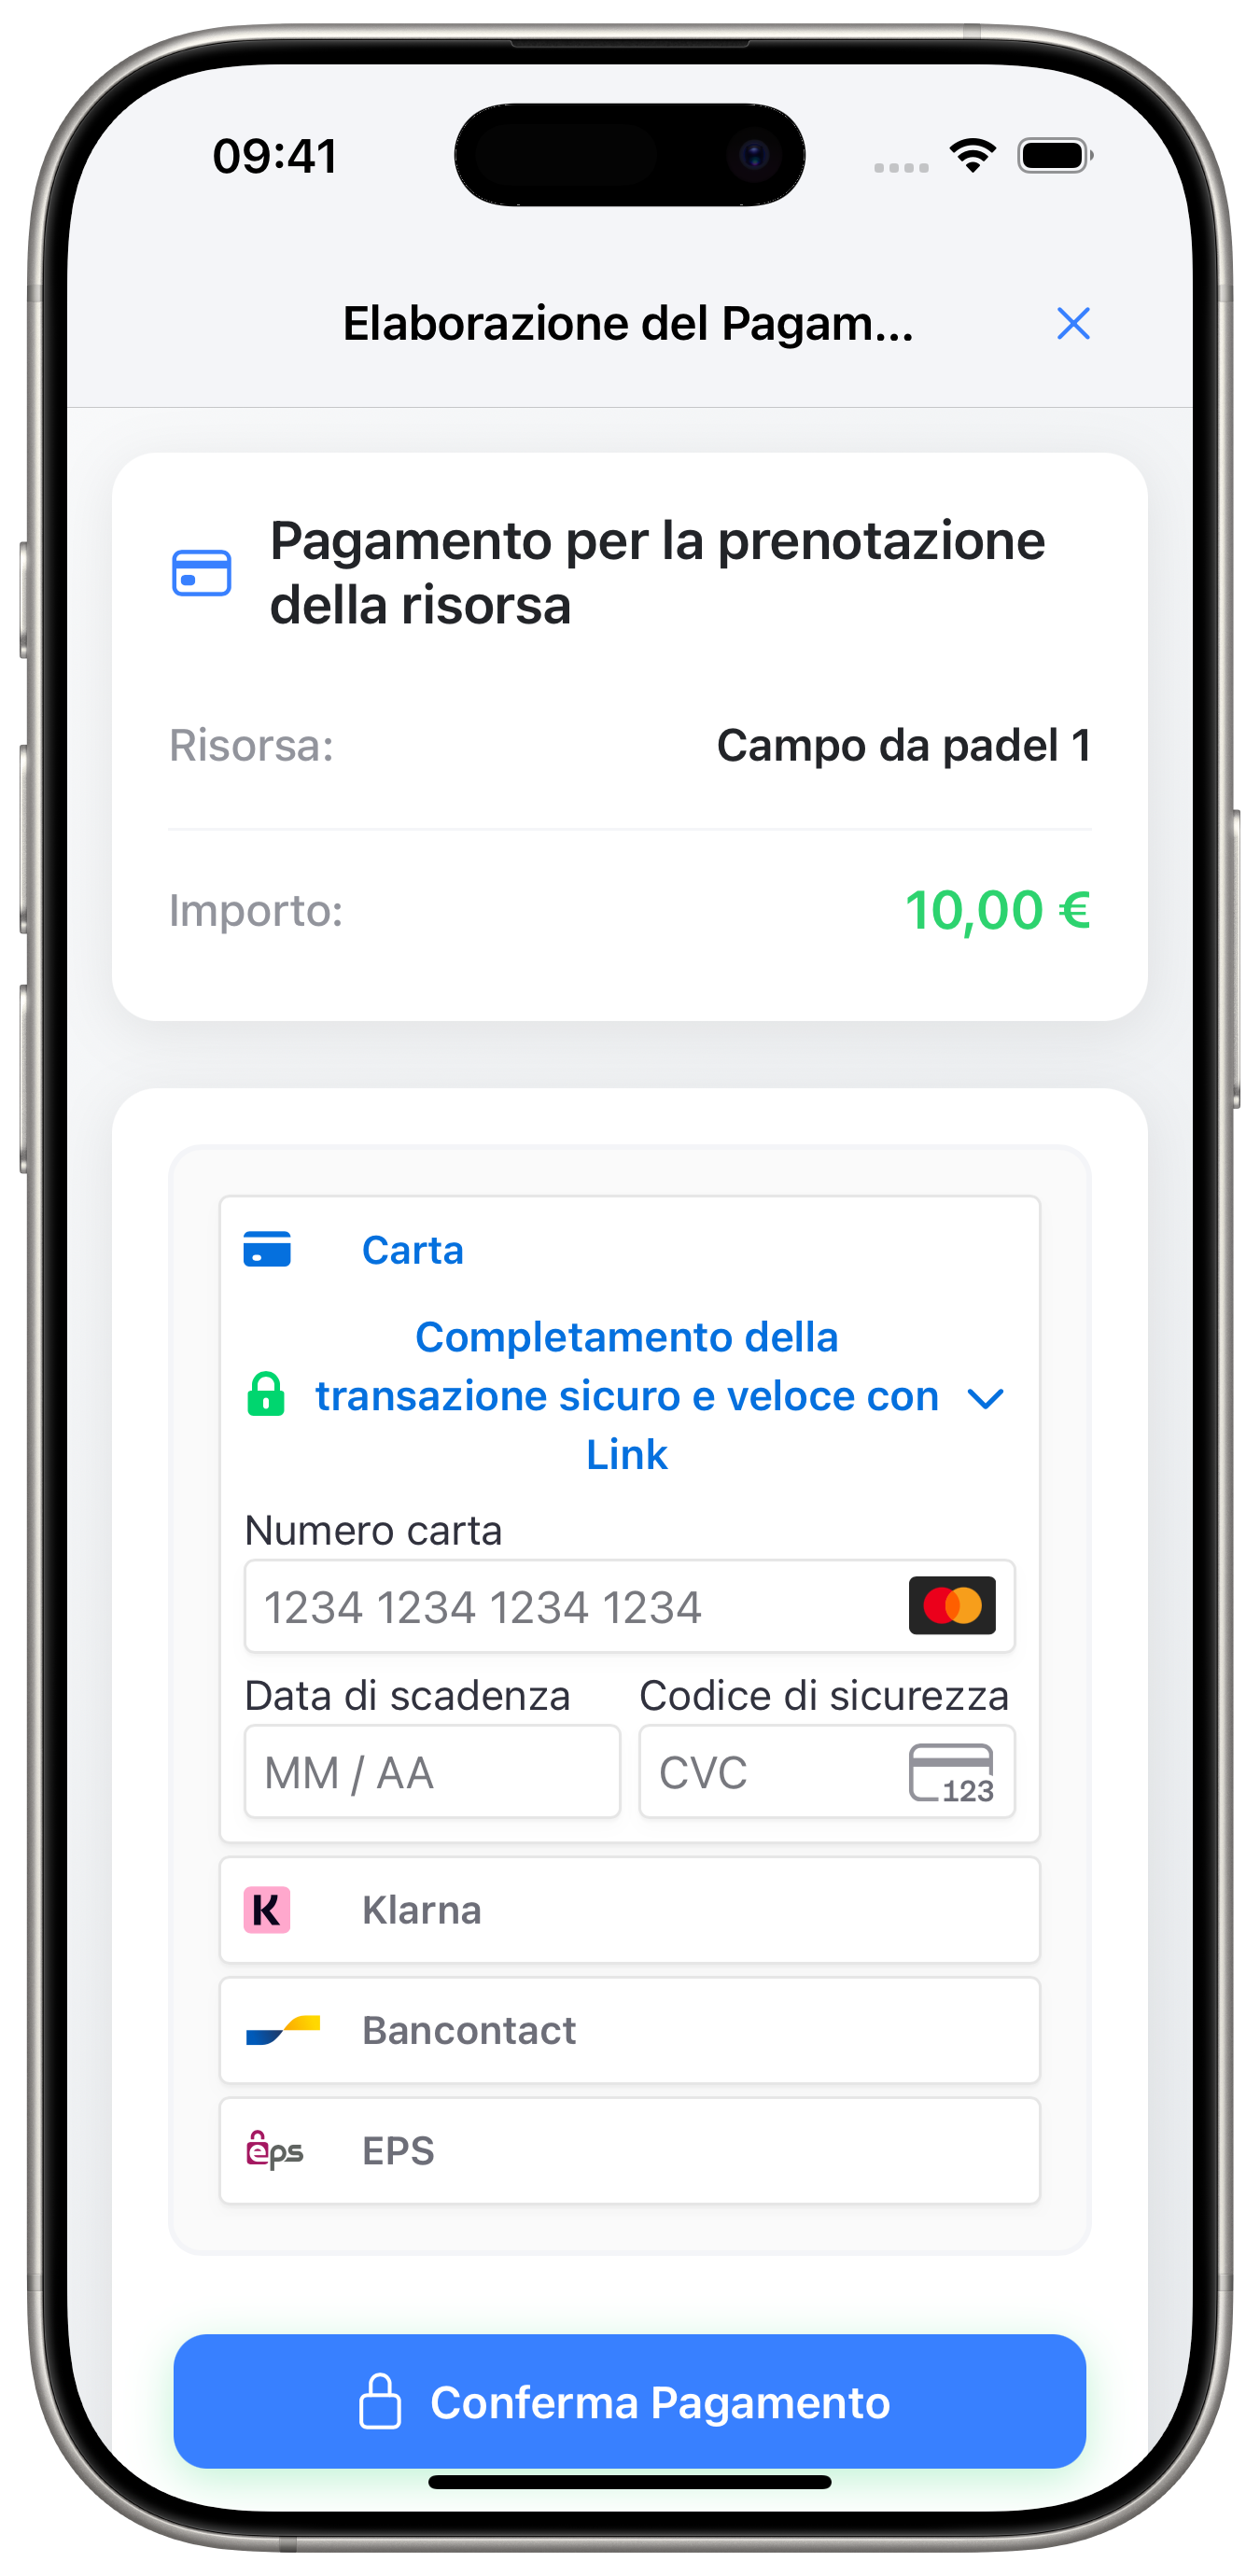 09:41
Elaborazione del Pagam...
Pagamento per la prenotazione
della risorsa
Risorsa: Campo da padel 1
Importo: 10,00 €
Carta
Completamento della
transazione sicuro e veloce con
Link
Numero carta
1234 1234 1234 1234
Data di scadenza Codice di sicurezza
MM / AA CVC 123
K Klarna
Bancontact
eps EPS
Conferma Pagamento